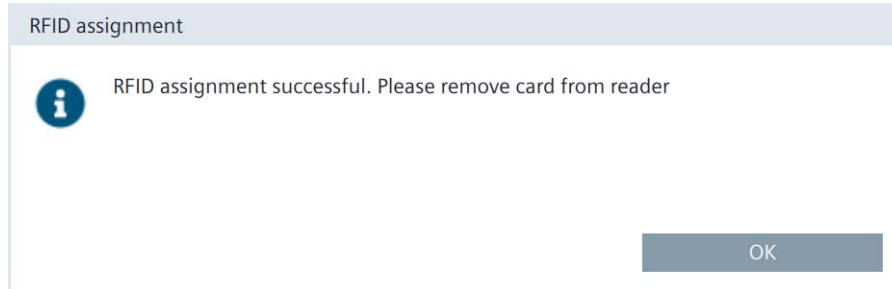 RFID assignment
RFID assignment successful. Please remove card from reader
OK